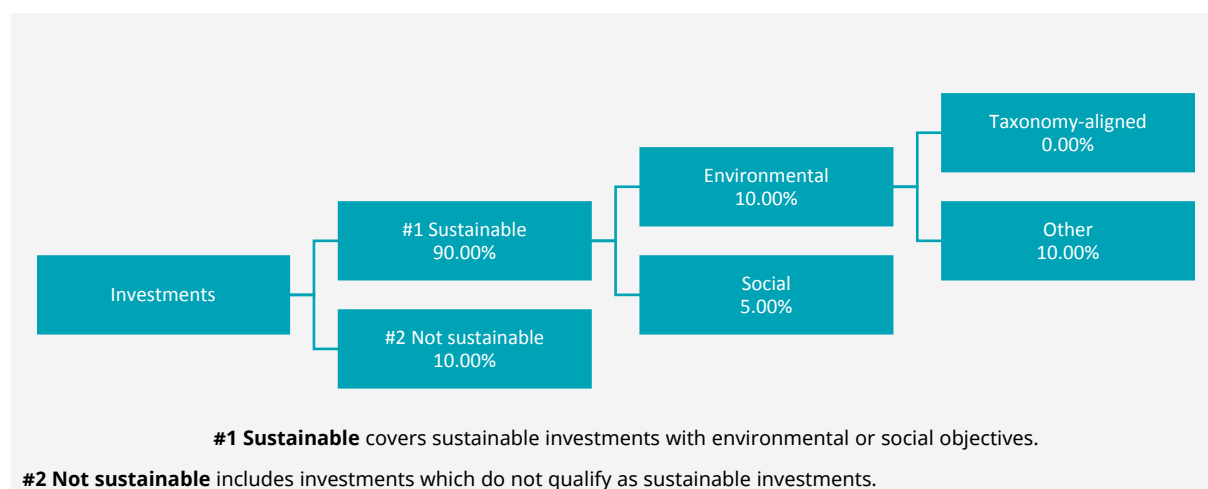 Investments
#1 Sustainable
90.00%
#2 Not sustainable
10.00%
Environmental
10.00%
Social
5.00%
Taxonomy-aligned
0.00%
Other
10.00%
#1 Sustainable covers sustainable investments with environmental or social objectives.
#2 Not sustainable includes investments which do not qualify as sustainable investments.